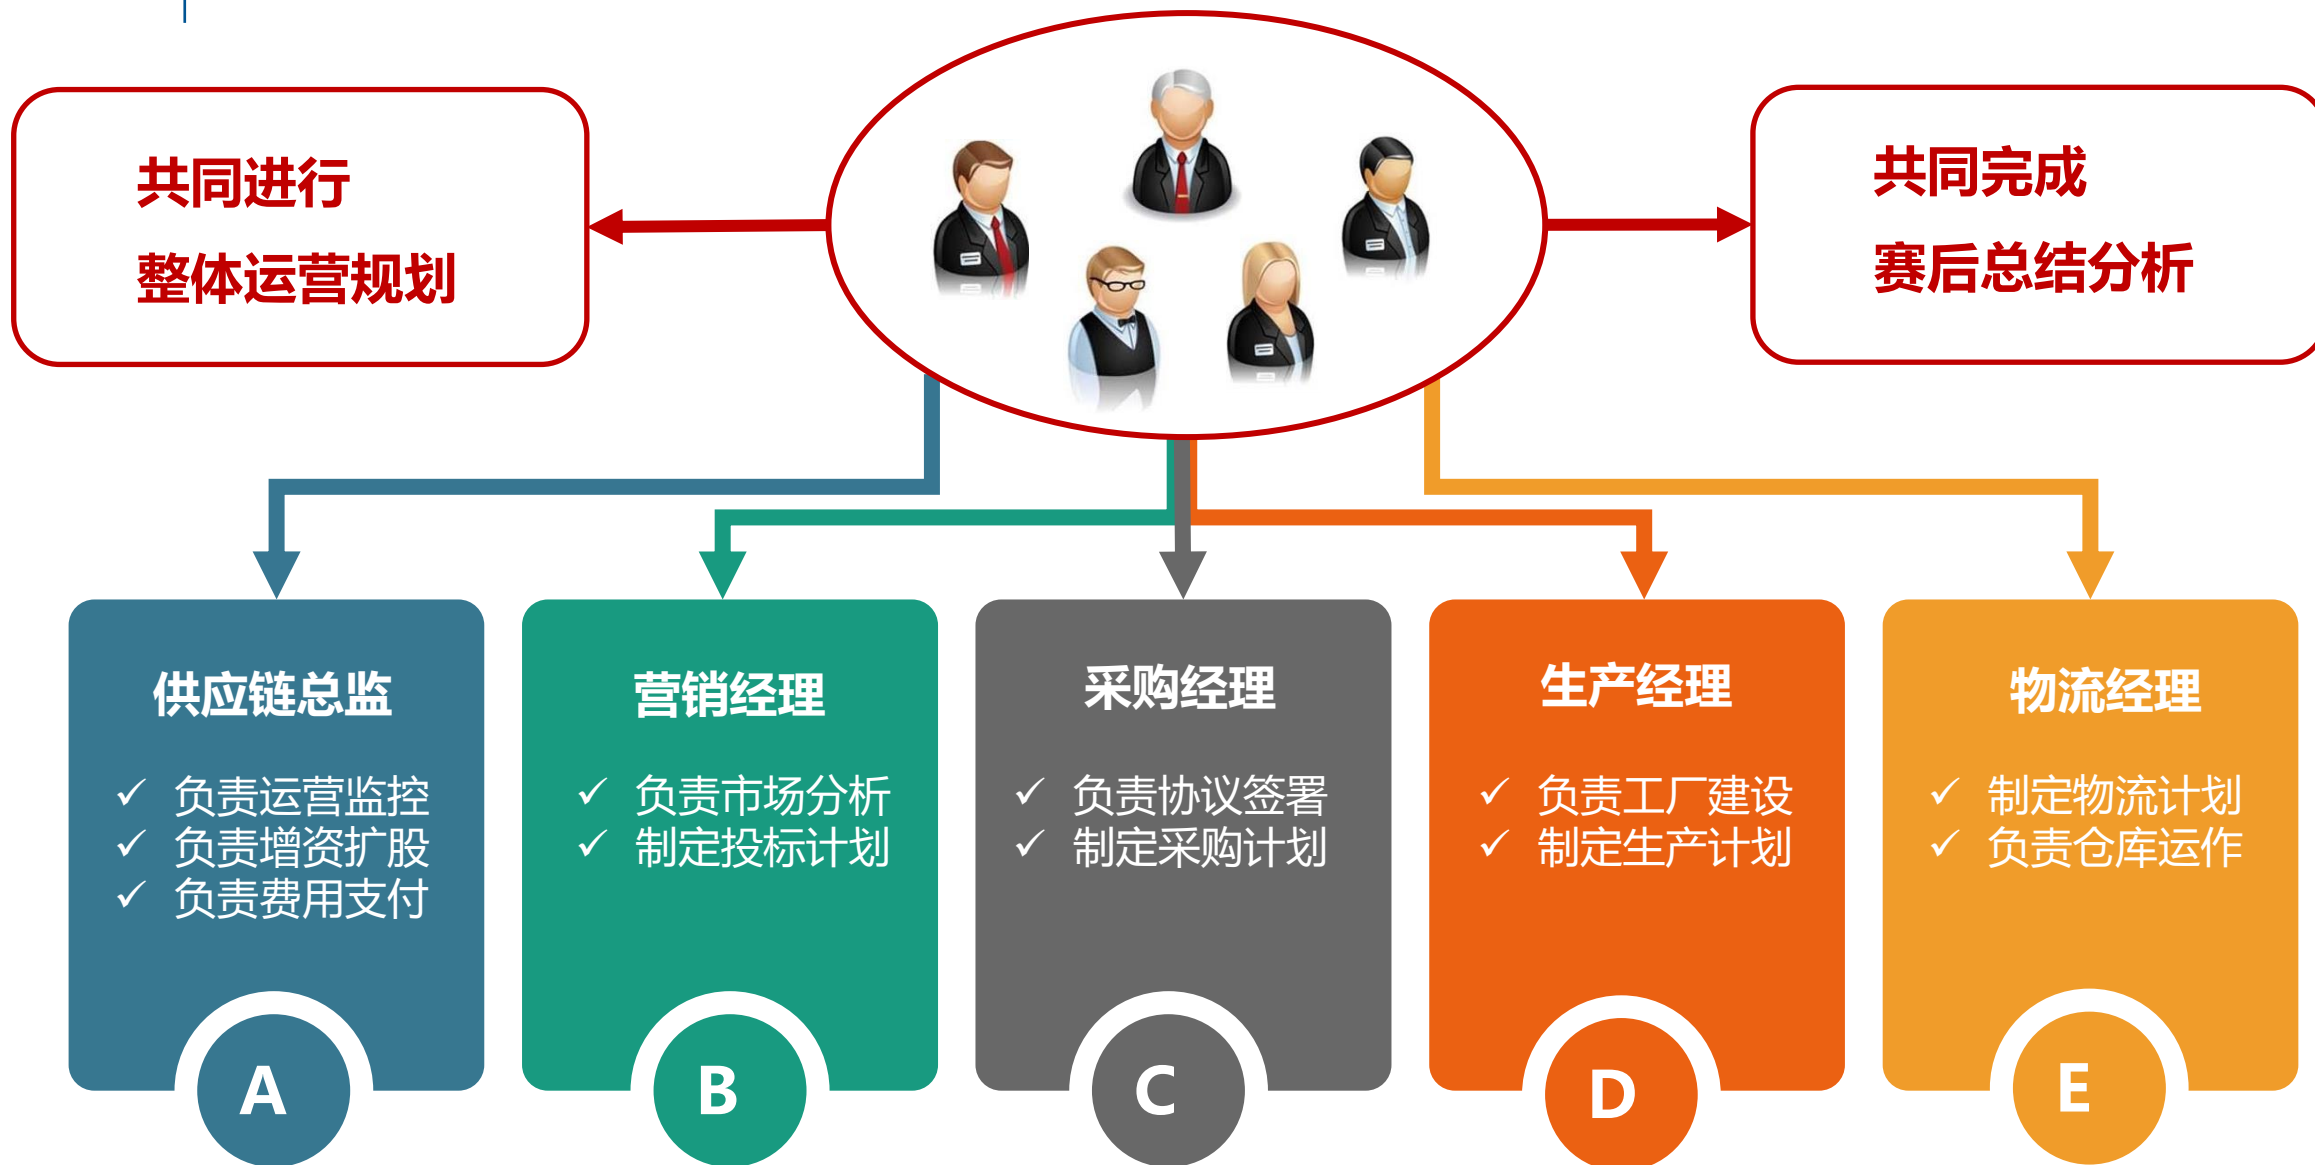 共同进行
整体运营规划
共同完成
赛后总结分析
供应链总监
✓ 负责运营监控
✓ 负责增资扩股
✓ 负责费用支付
A
营销经理
✓ 负责市场分析
✓ 制定投标计划
B
采购经理
✓ 负责协议签署
✓ 制定采购计划
C
生产经理
✓ 负责工厂建设
✓ 制定生产计划
D
物流经理
✓ 制定物流计划
✓ 负责仓库运作
E